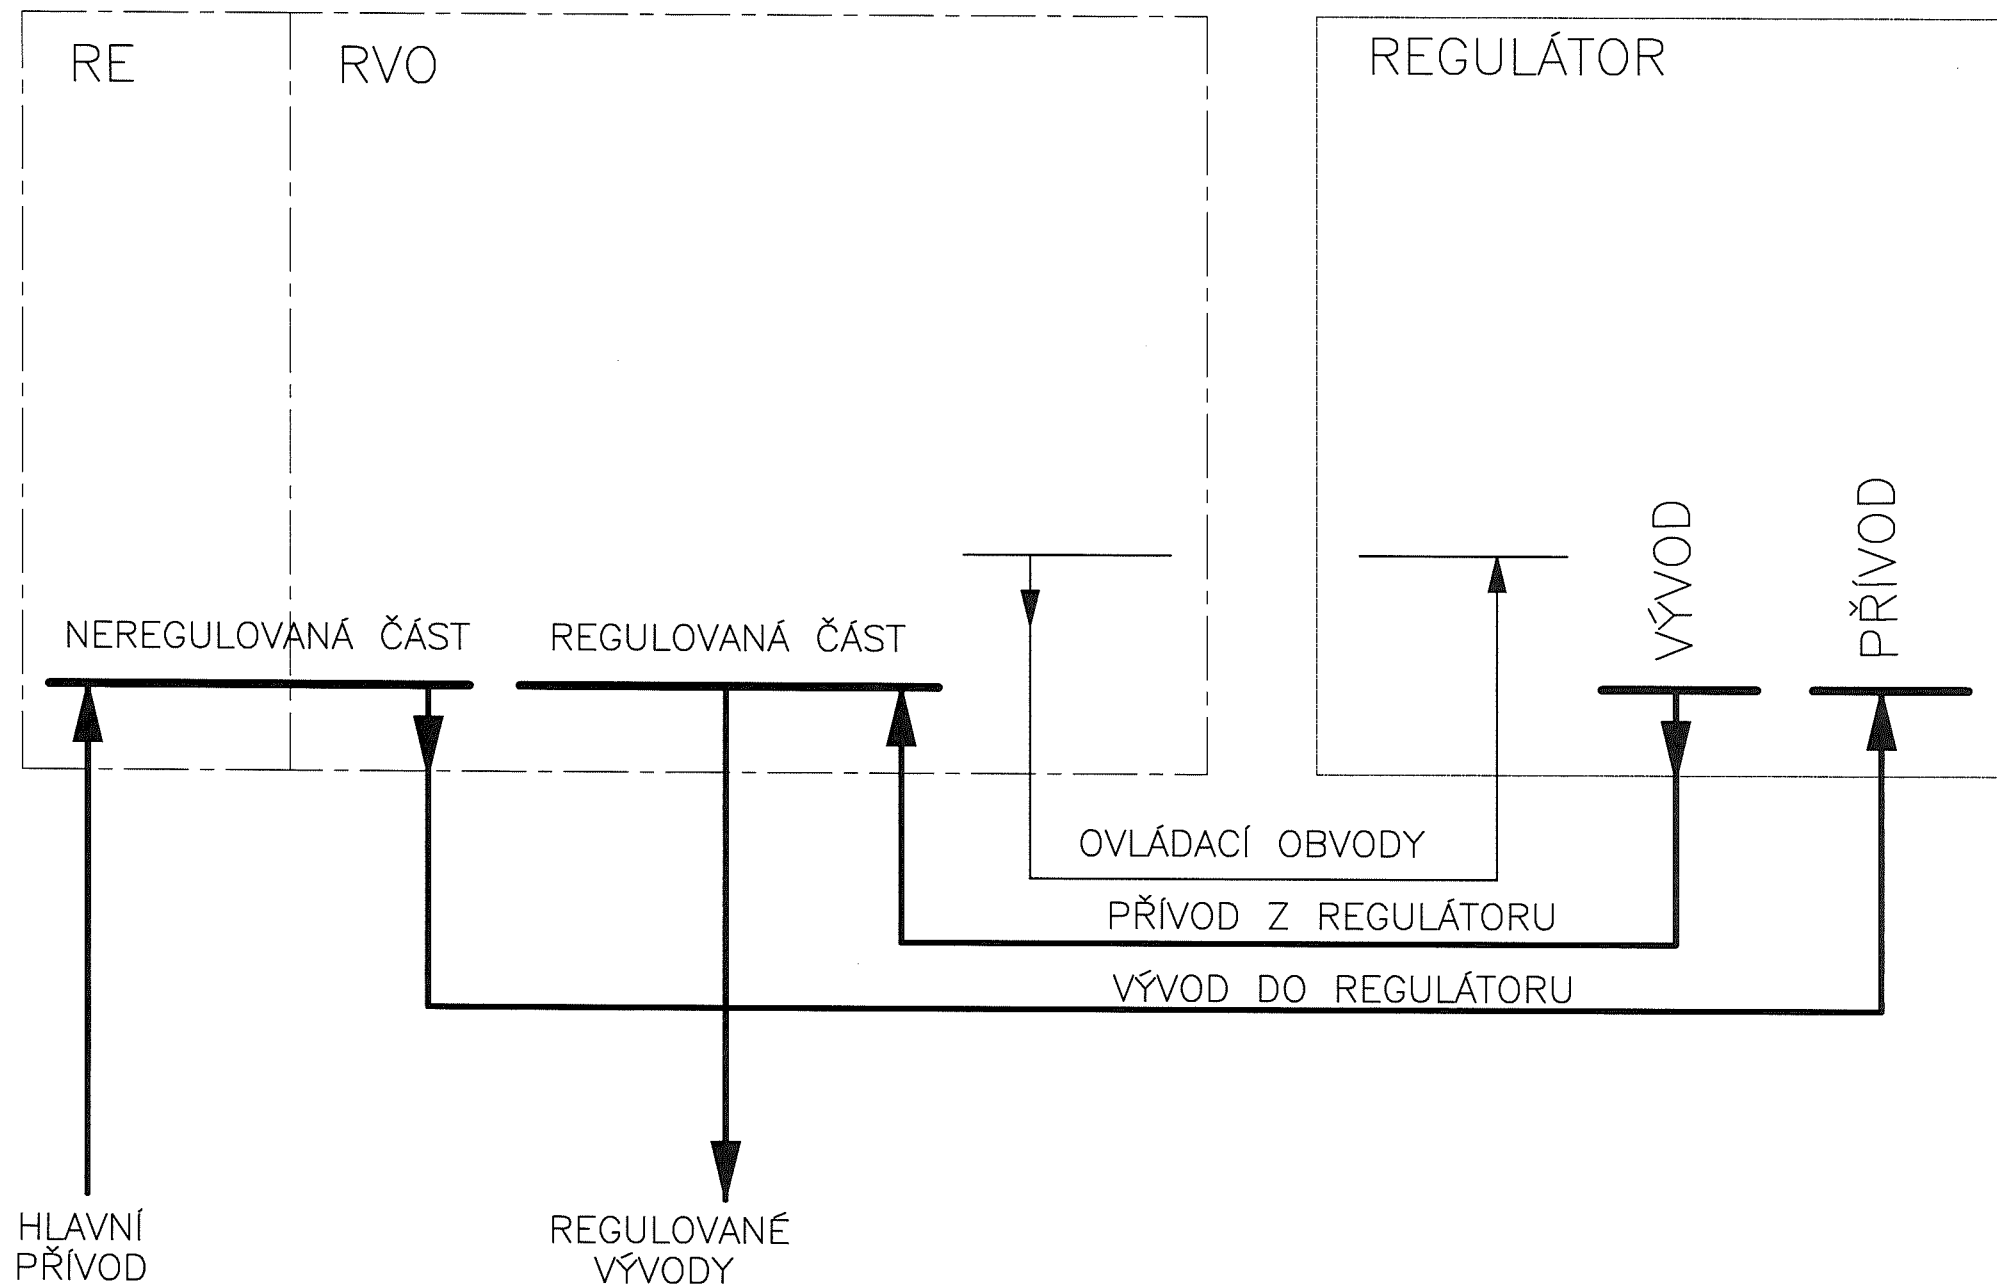 RE
RVO
REGULÁTOR
VÝVOD
PŘÍVOD
NEREGULOVANÁ ČÁST
REGULOVANÁ ČÁST
OVLÁDACÍ OBVODY
PŘÍVOD Z REGULÁTORU
VÝVOD DO REGULÁTORU
HLAVNÍ
PŘÍVOD
REGULOVANÉ
VÝVODY